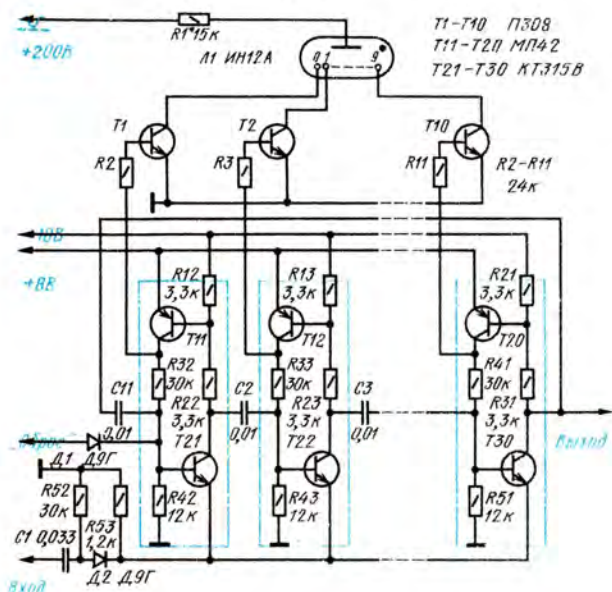 R1*15к
+200В
Л1 ИН12А
0 1 9
Т1-Т10 П308
Т11-Т20 МП42
Т21-Т30 КТ315В
Т1
Т2
Т10
R2
R3
R11
R2-R11
24к
+8В
R12
3,3к
R13
3,3к
R21
3,3к
Т11
Т12
Т20
R32
30к
R33
30к
R41
30к
С11
0,01
R22
3,3к
С2
0,01
R23
3,3к
С3
0,01
R31
3,3к
Т21
Т22
Т30
Выход
"Сброс"
Д1 Д9Г
R52
30к
R53
1,2к
R42
12к
R43
12к
R51
12к
С1 0,033
Д2 Д9Г
Вход